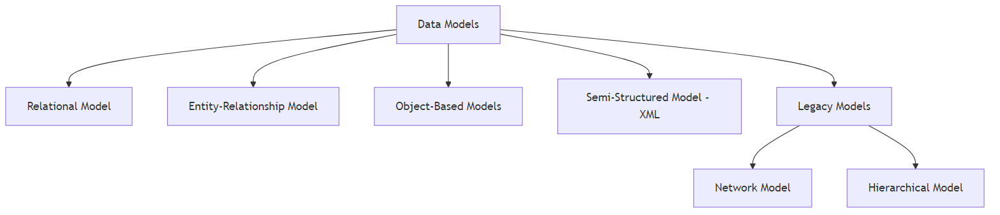 Data Models
Relational Model
Entity-Relationship Model
Object-Based Models
Semi-Structured Model -
XML
Legacy Models
Network Model
Hierarchical Model